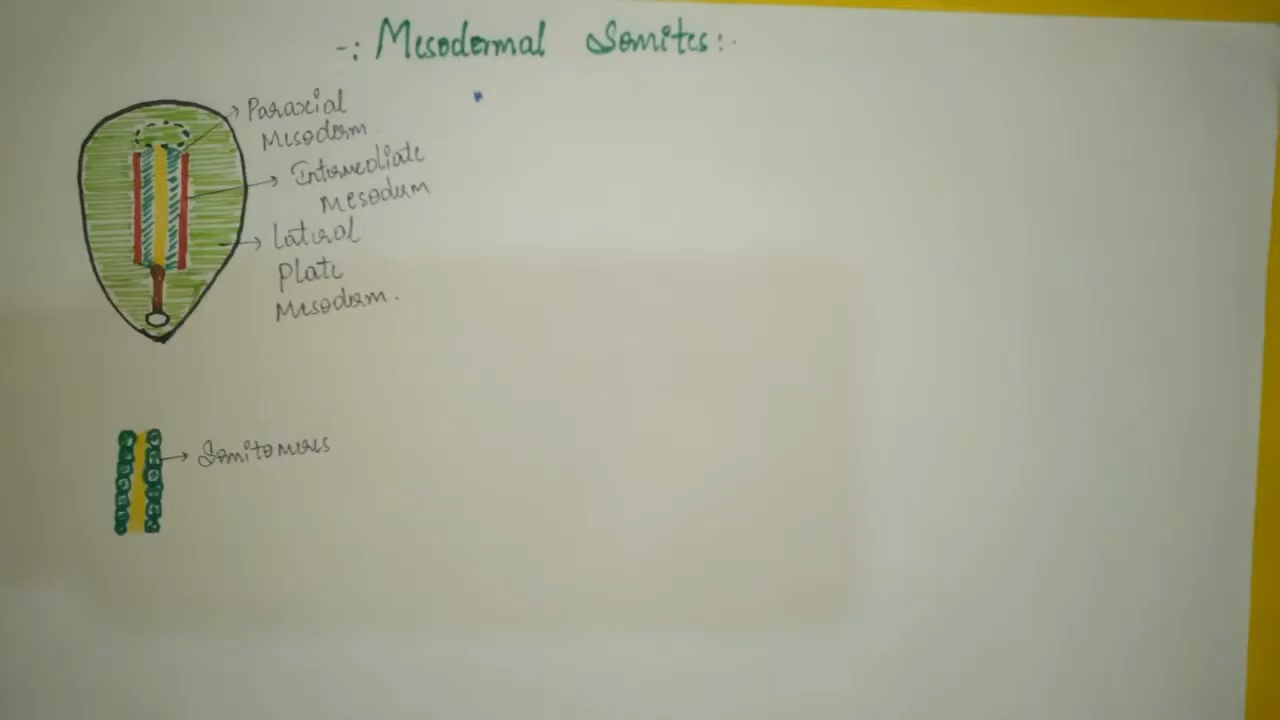 -: Mesodermal Somites:-
Paraxial
Mesoderm.
Intermediate
Mesoderm
Lateral
Plate
Mesoderm.
Somitomeres